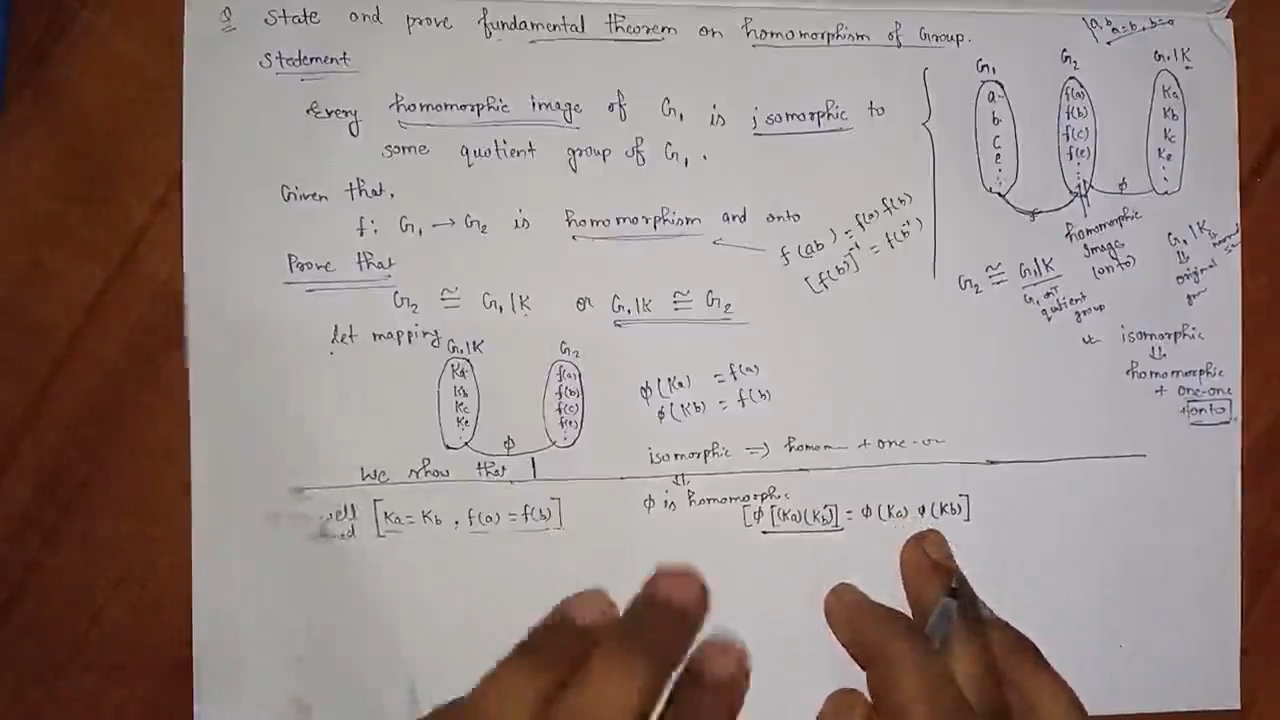 Q State and prove fundamental theorem on homomorphism of Group.
Statement
Every homomorphic image of G₁ is isomorphic to
some quotient group of G₁.
Given that,
f: G₁ → G₂ is homomorphism and onto
f(ab) = f(a) f(b)
[f(b)]⁻¹ = f(b⁻¹)
Prove that
G₂ ≅ G₁|K or G₁|K ≅ G₂
Let mapping
G₁|K G₂
Ka f(a)
Kb f(b)
Kc f(c)
Ke f(e)
ϕ
ϕ(Ka) = f(a)
ϕ(Kb) = f(b)
isomorphic ⇒ homom + one-on
We show that
[Ka = Kb, f(a) = f(b)]
ϕ is homomorphic
[ϕ[(Ka)(Kb)] = ϕ(Ka) ϕ(Kb)]
a, b a=b, b=a
G₁ G₂ G₁|K
a f(a) Ka
b f(b) Kb
c f(c) Kc
e f(e) Ke
f ϕ
homomorphic
image
(onto)
G₁|K
original
G₂ ≅ G₁|K
quotient
group
isomorphic
⇓
homomorphic
+ one-one
+onto